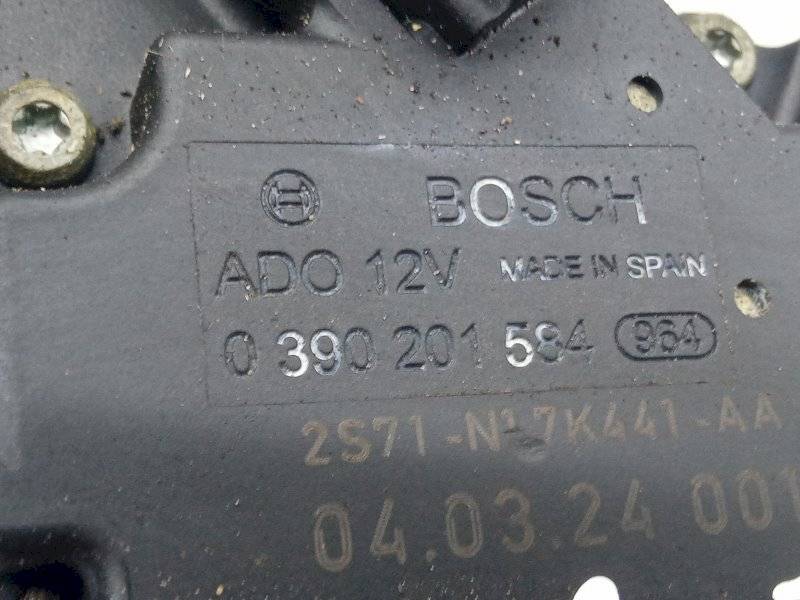 BOSCH
ADO 12V MADE IN SPAIN
0 390 201 584 964
2S71-N17K441-AA
04.03.24 001